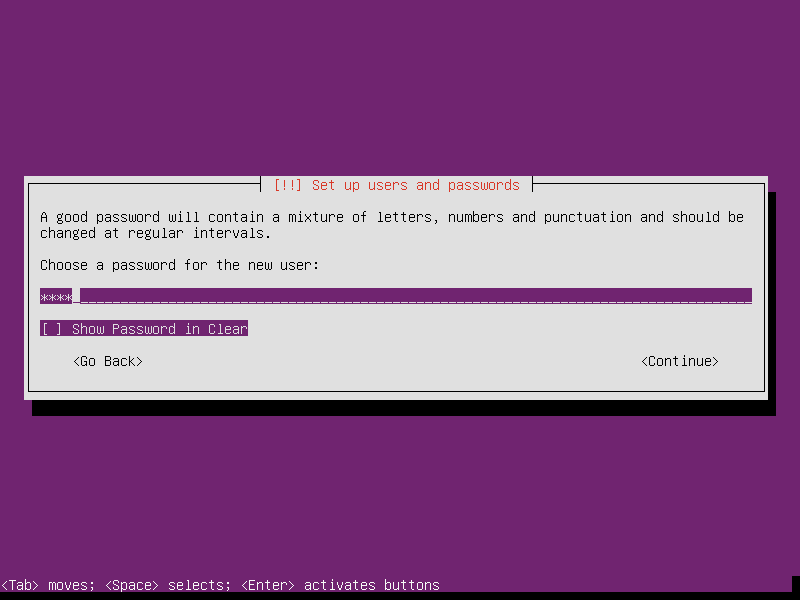 [!!] Set up users and passwords
A good password will contain a mixture of letters, numbers and punctuation and should be
changed at regular intervals.
Choose a password for the new user:
****
[ ] Show Password in Clear
<Go Back> <Continue>
<Tab> moves; <Space> selects; <Enter> activates buttons